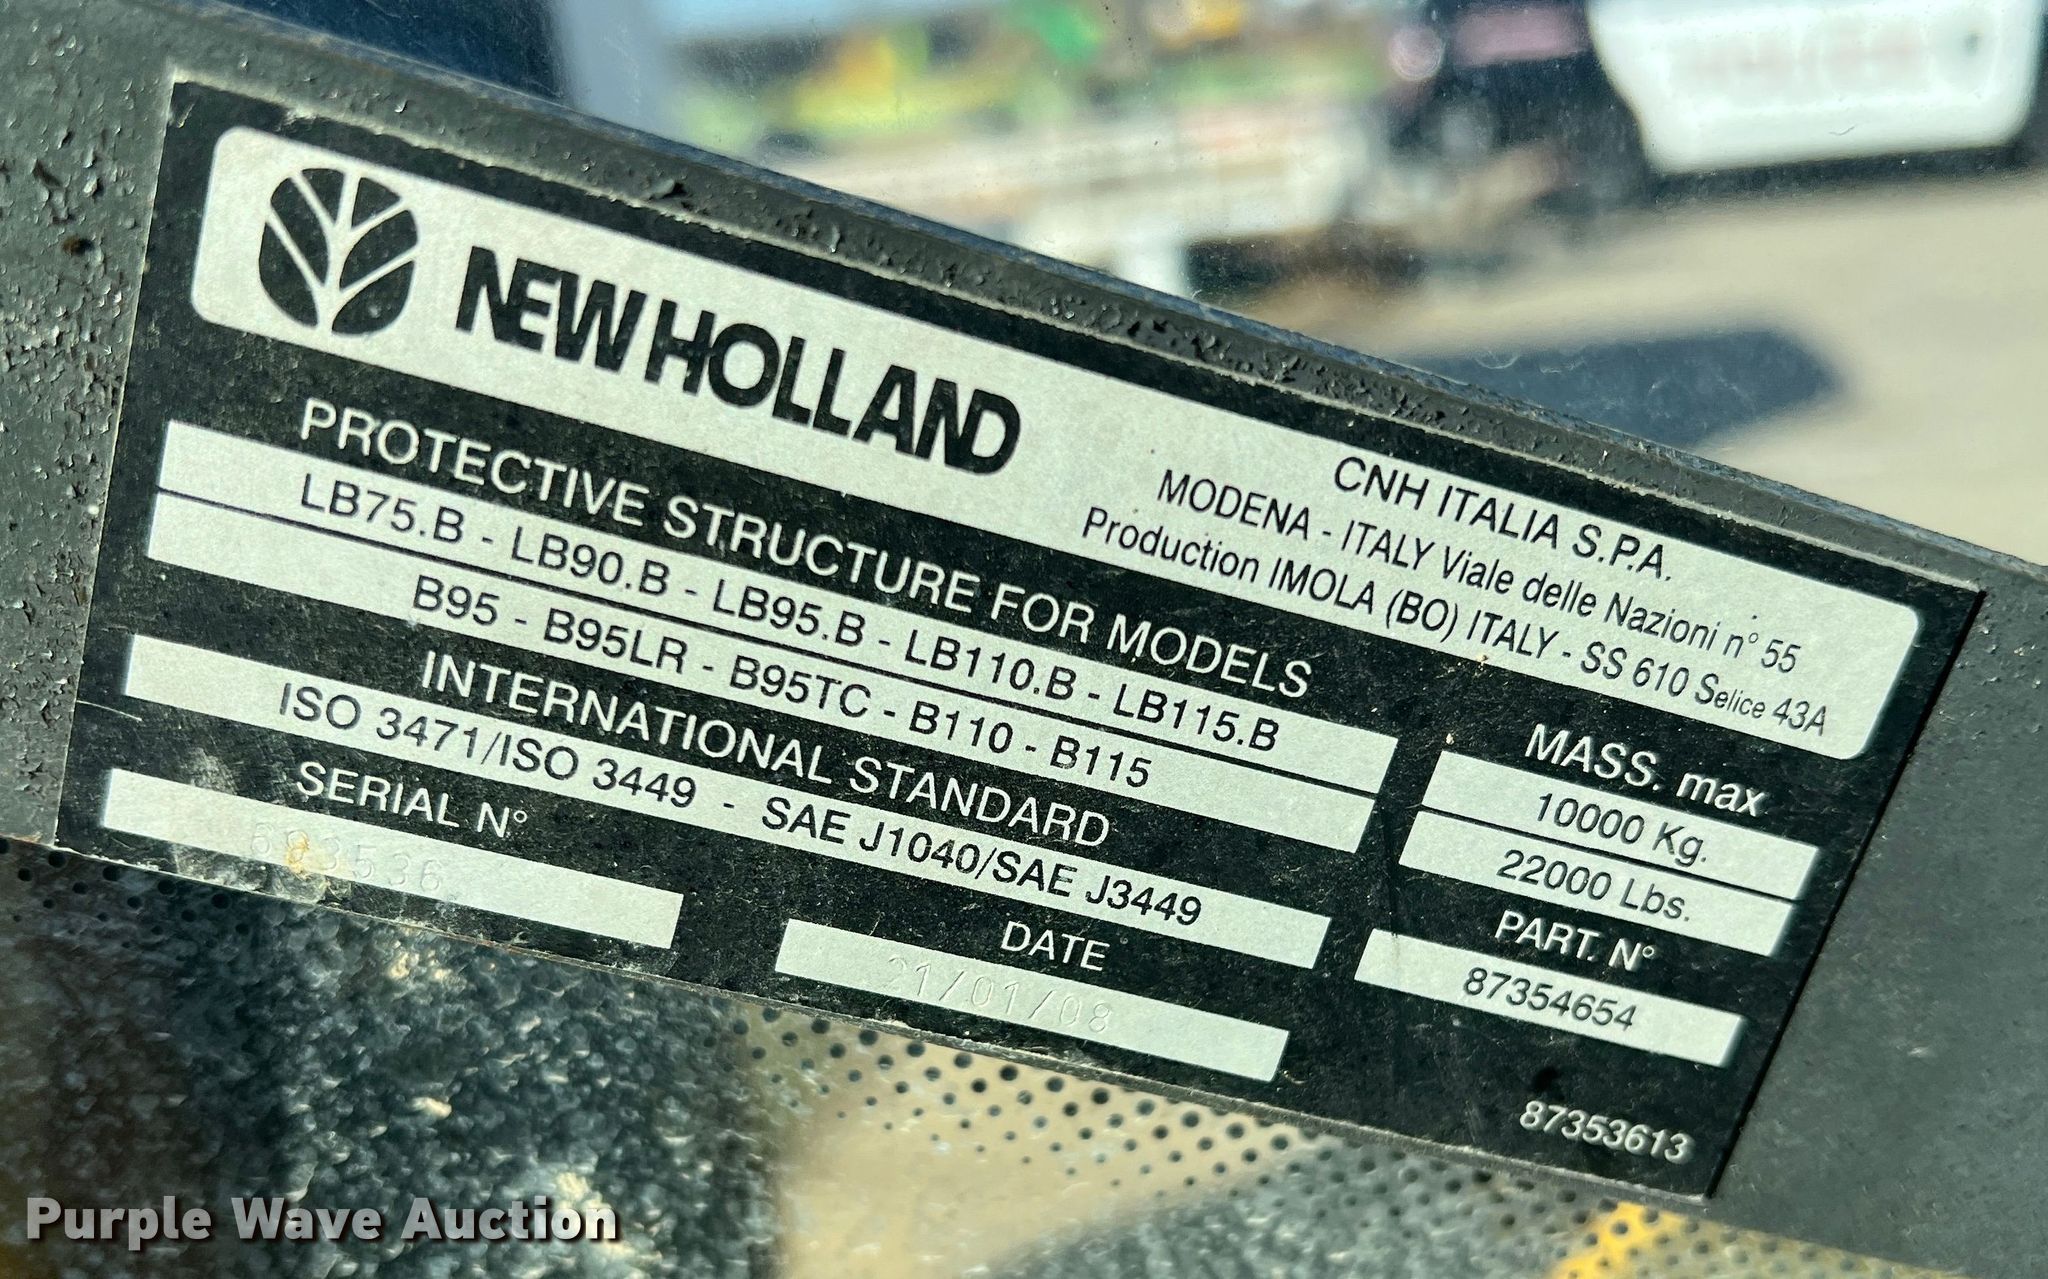 NEW HOLLAND
CNH ITALIA S.P.A.
MODENA - ITALY Viale delle Nazioni n° 55
Production IMOLA (BO) ITALY - SS 610 Selice 43A
PROTECTIVE STRUCTURE FOR MODELS
LB75.B - LB90.B - LB95.B - LB110.B - LB115.B
B95 - B95LR - B95TC - B110 - B115
MASS. max
10000 Kg.
22000 Lbs.
INTERNATIONAL STANDARD
ISO 3471/ISO 3449 - SAE J1040/SAE J3449
PART. N°
87354654
SERIAL N°
DATE
21/01/08
87353613
Purple Wave Auction